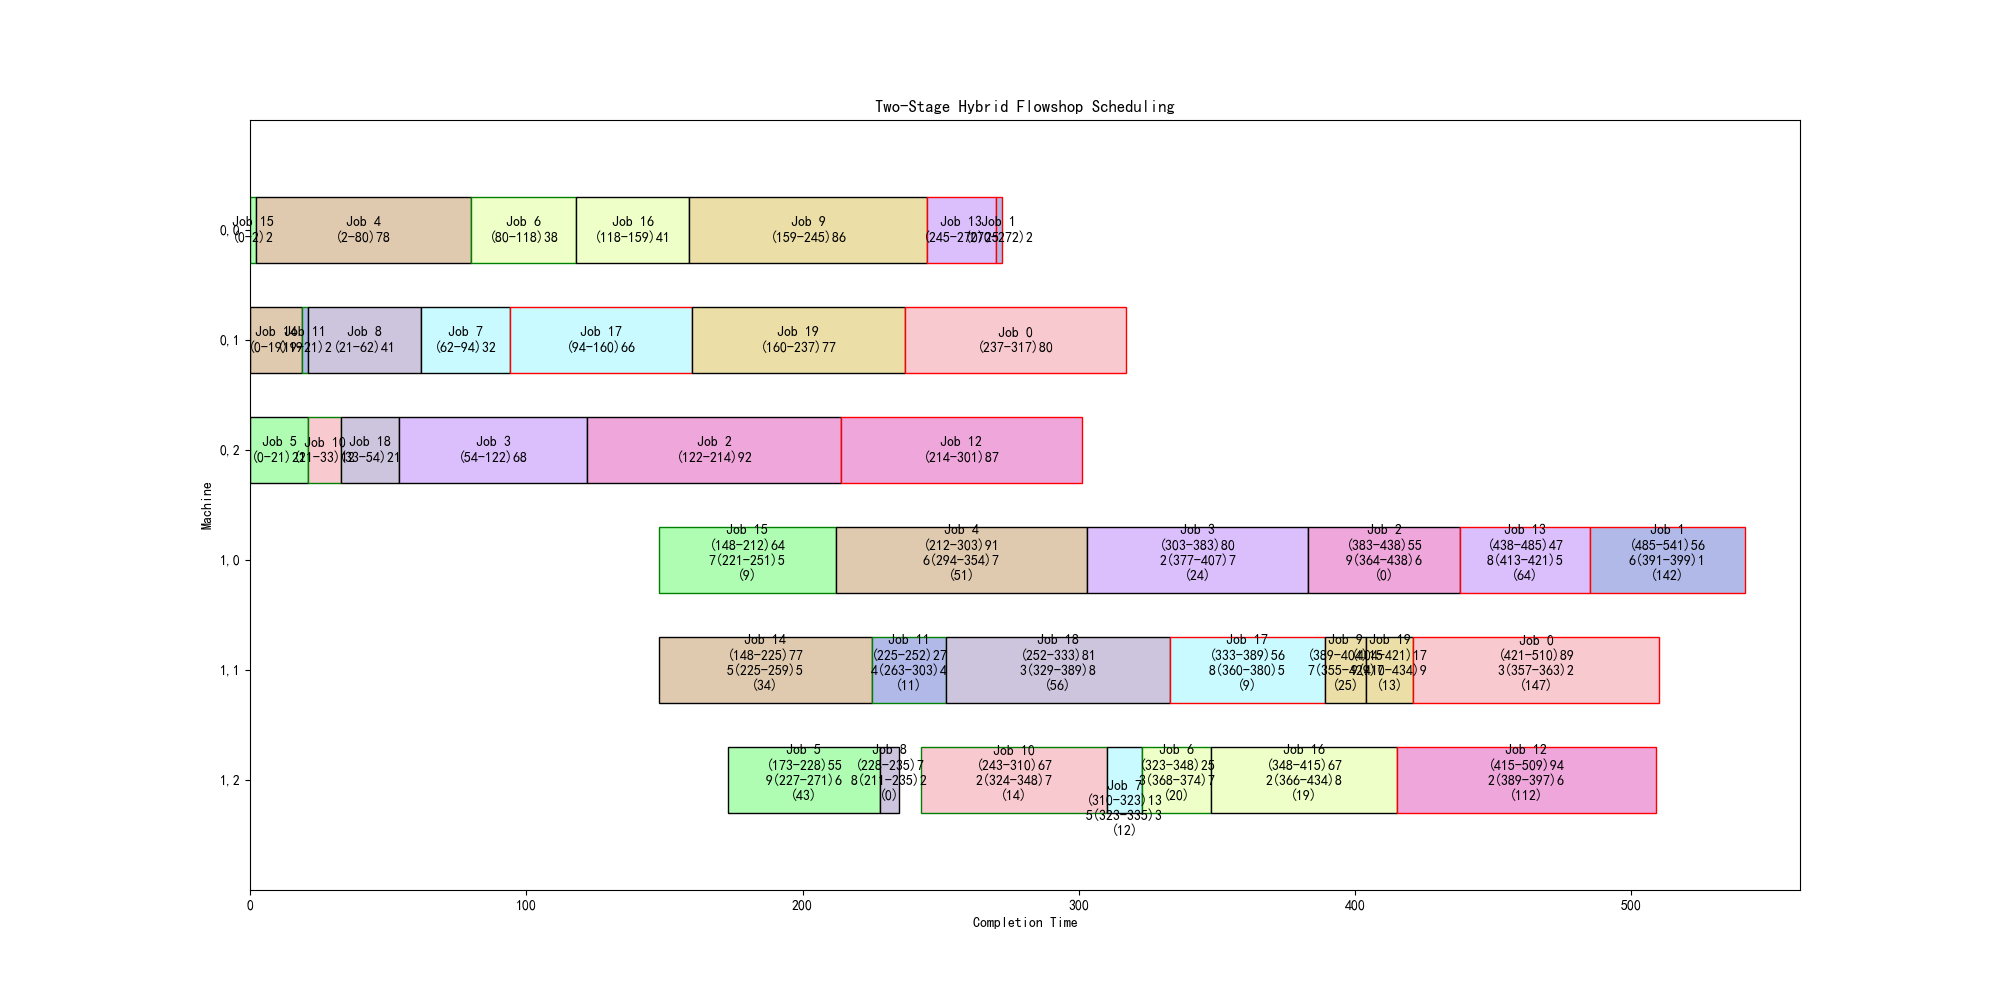 Two-Stage Hybrid Flowshop Scheduling
0,0
Job 15
(0-2)2
Job 4
(2-80)78
Job 6
(80-118)38
Job 16
(118-159)41
Job 9
(159-245)86
Job 13
(245-270)25
Job 1
(270-272)2
0,1
Job 14
(0-19)19
Job 11
(19-21)2
Job 8
(21-62)41
Job 7
(62-94)32
Job 17
(94-160)66
Job 19
(160-237)77
Job 0
(237-317)80
0,2
Job 5
(0-21)21
Job 10
(21-33)12
Job 18
(33-54)21
Job 3
(54-122)68
Job 2
(122-214)92
Job 12
(214-301)87
1,0
Job 15
(148-212)64
7(221-251)5
(9)
Job 4
(212-303)91
6(294-354)7
(51)
Job 3
(303-383)80
2(377-407)7
(24)
Job 2
(383-438)55
9(364-438)6
(0)
Job 13
(438-485)47
8(413-421)5
(64)
Job 1
(485-541)56
6(391-399)1
(142)
1,1
Job 14
(148-225)77
5(225-259)5
(34)
Job 11
(225-252)27
4(263-303)4
(11)
Job 18
(252-333)81
3(329-389)8
(56)
Job 17
(333-389)56
8(360-380)5
(9)
Job 9
(389-404)15
(25)
Job 19
(404-421)17
(13)
Job 0
(421-510)89
3(357-363)2
(147)
1,2
Job 5
(173-228)55
9(227-271)6
(43)
Job 8
(228-235)7
8(211-235)2
(0)
Job 10
(243-310)67
2(324-348)7
(14)
Job 7
(310-323)13
5(323-335)3
(12)
Job 6
(323-348)25
3(368-374)7
(20)
Job 16
(348-415)67
2(366-434)8
(19)
Job 12
(415-509)94
2(389-397)6
(112)
Machine
0
100
200
300
400
500
Completion Time